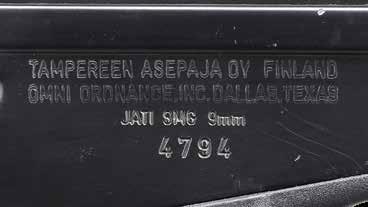 TAMPEREEN ASEPAJA OY FINLAND
OMNI ORDNANCE,INC. DALLAS, TEXAS
JATI SMG 9mm
4794